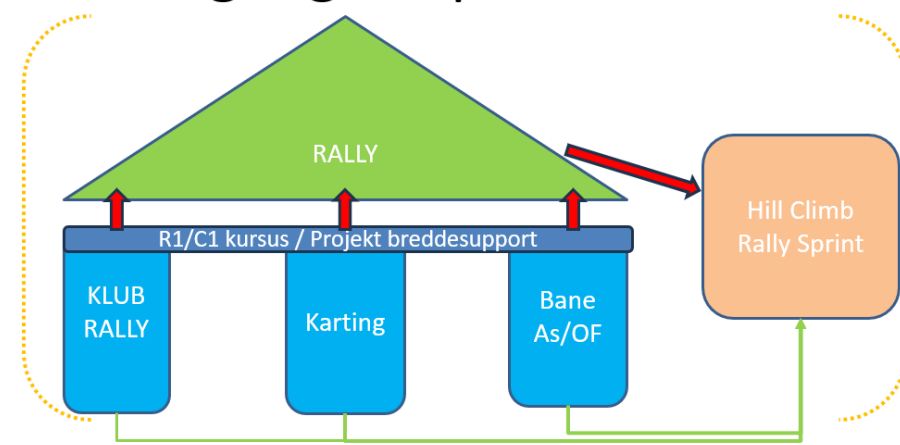 RALLY
Hill Climb
Rally Sprint
R1/C1 kursus / Projekt breddesupport
KLUB
RALLY
Karting
Bane
As/OF